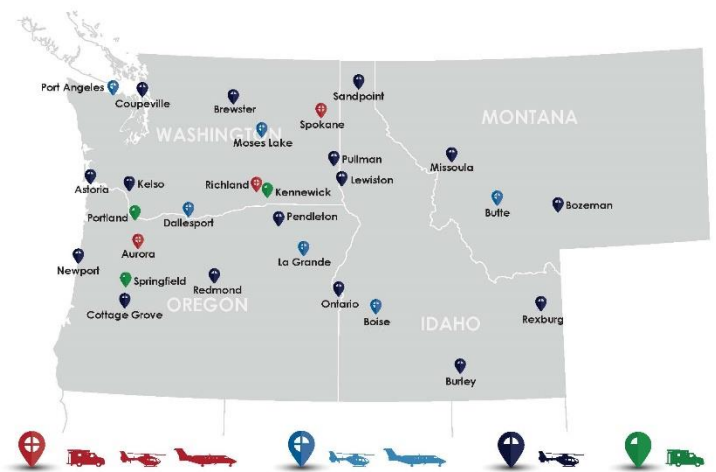 Port Angeles
Coupeville
Brewster
Sandpoint
Spokane
MONTANA
WASHINGTON
Moses Lake
Pullman
Missoula
Astoria
Kelso
Richland
Kennewick
Lewiston
Portland
Dallesport
Pendleton
Butte
Bozeman
Aurora
Newport
La Grande
Springfield
Redmond
OREGON
Cottage Grove
Ontario
Boise
IDAHO
Rexburg
Burley